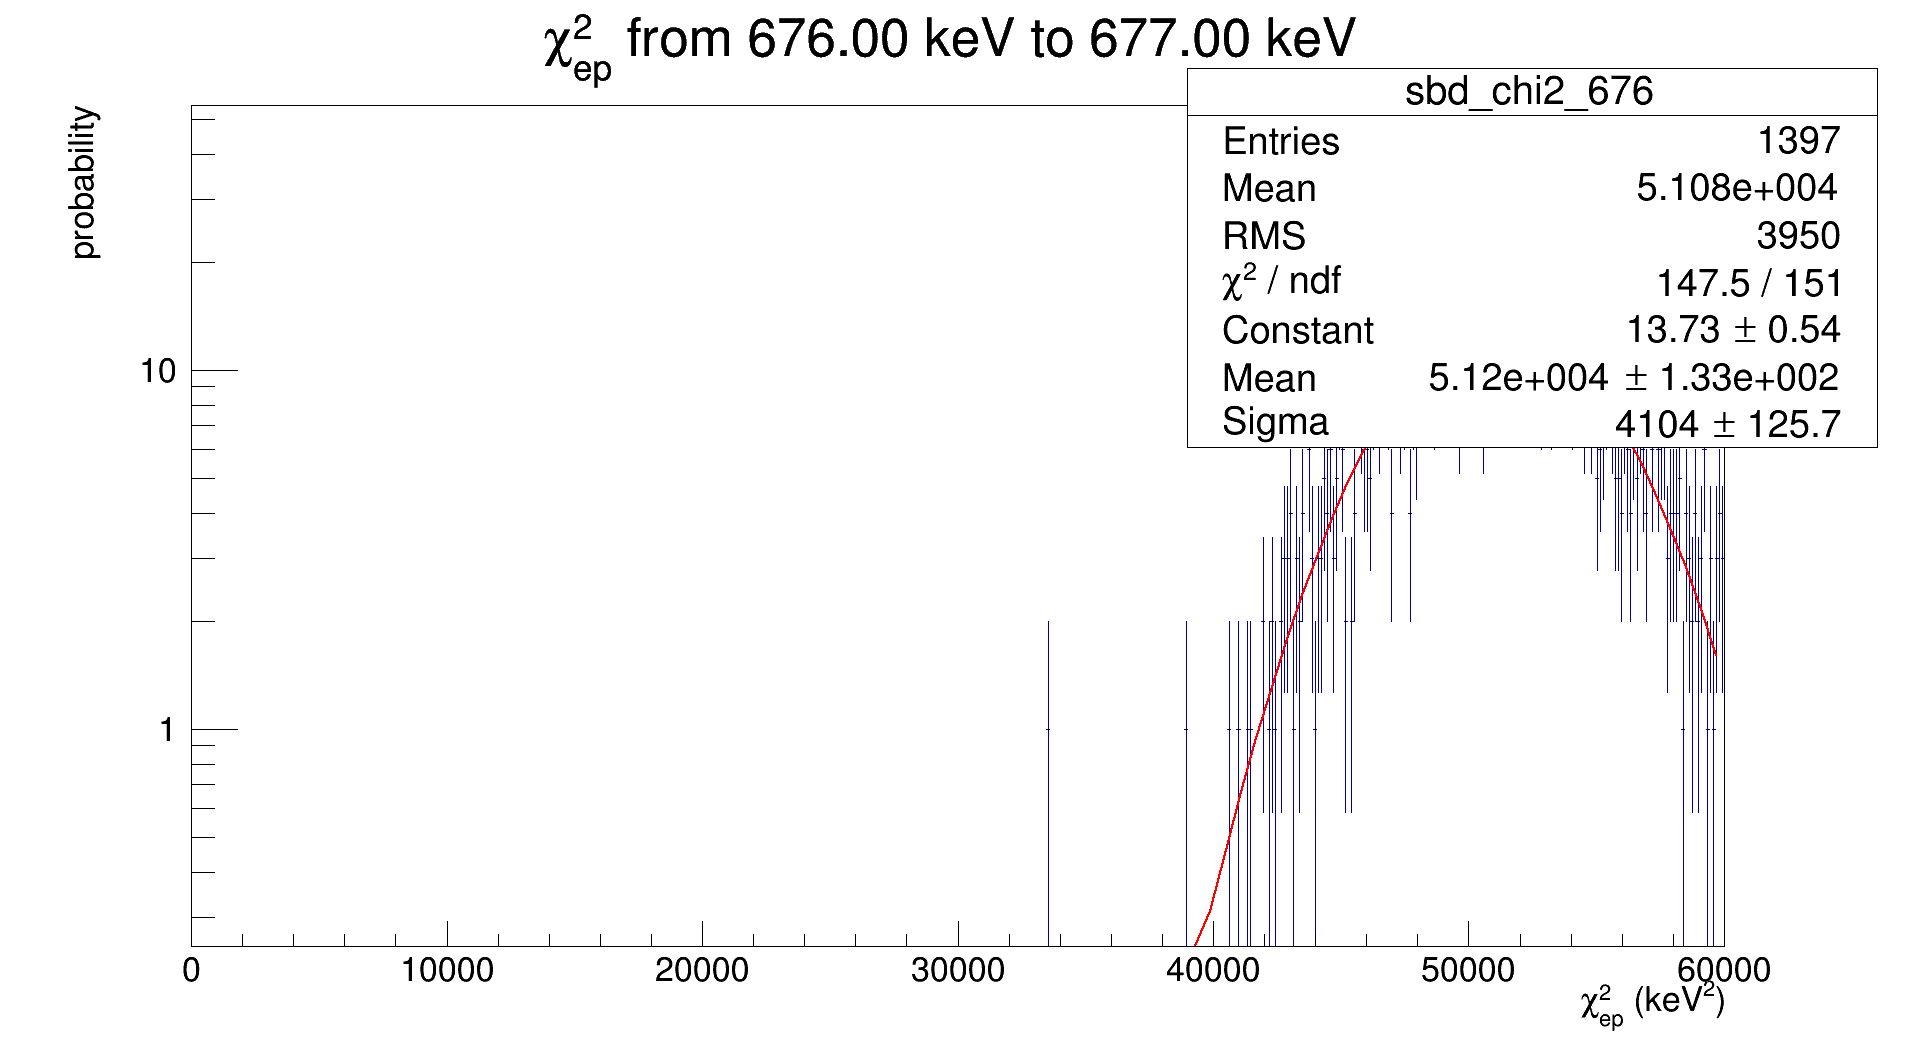 χ²ep from 676.00 keV to 677.00 keV
probability
sbd_chi2_676
Entries 1397
Mean 5.108e+004
RMS 3950
χ² / ndf 147.5 / 151
Constant 13.73 ± 0.54
Mean 5.12e+004 ± 1.33e+002
Sigma 4104 ± 125.7
10
1
0 10000 20000 30000 40000 50000 60000
χ²ep (keV²)